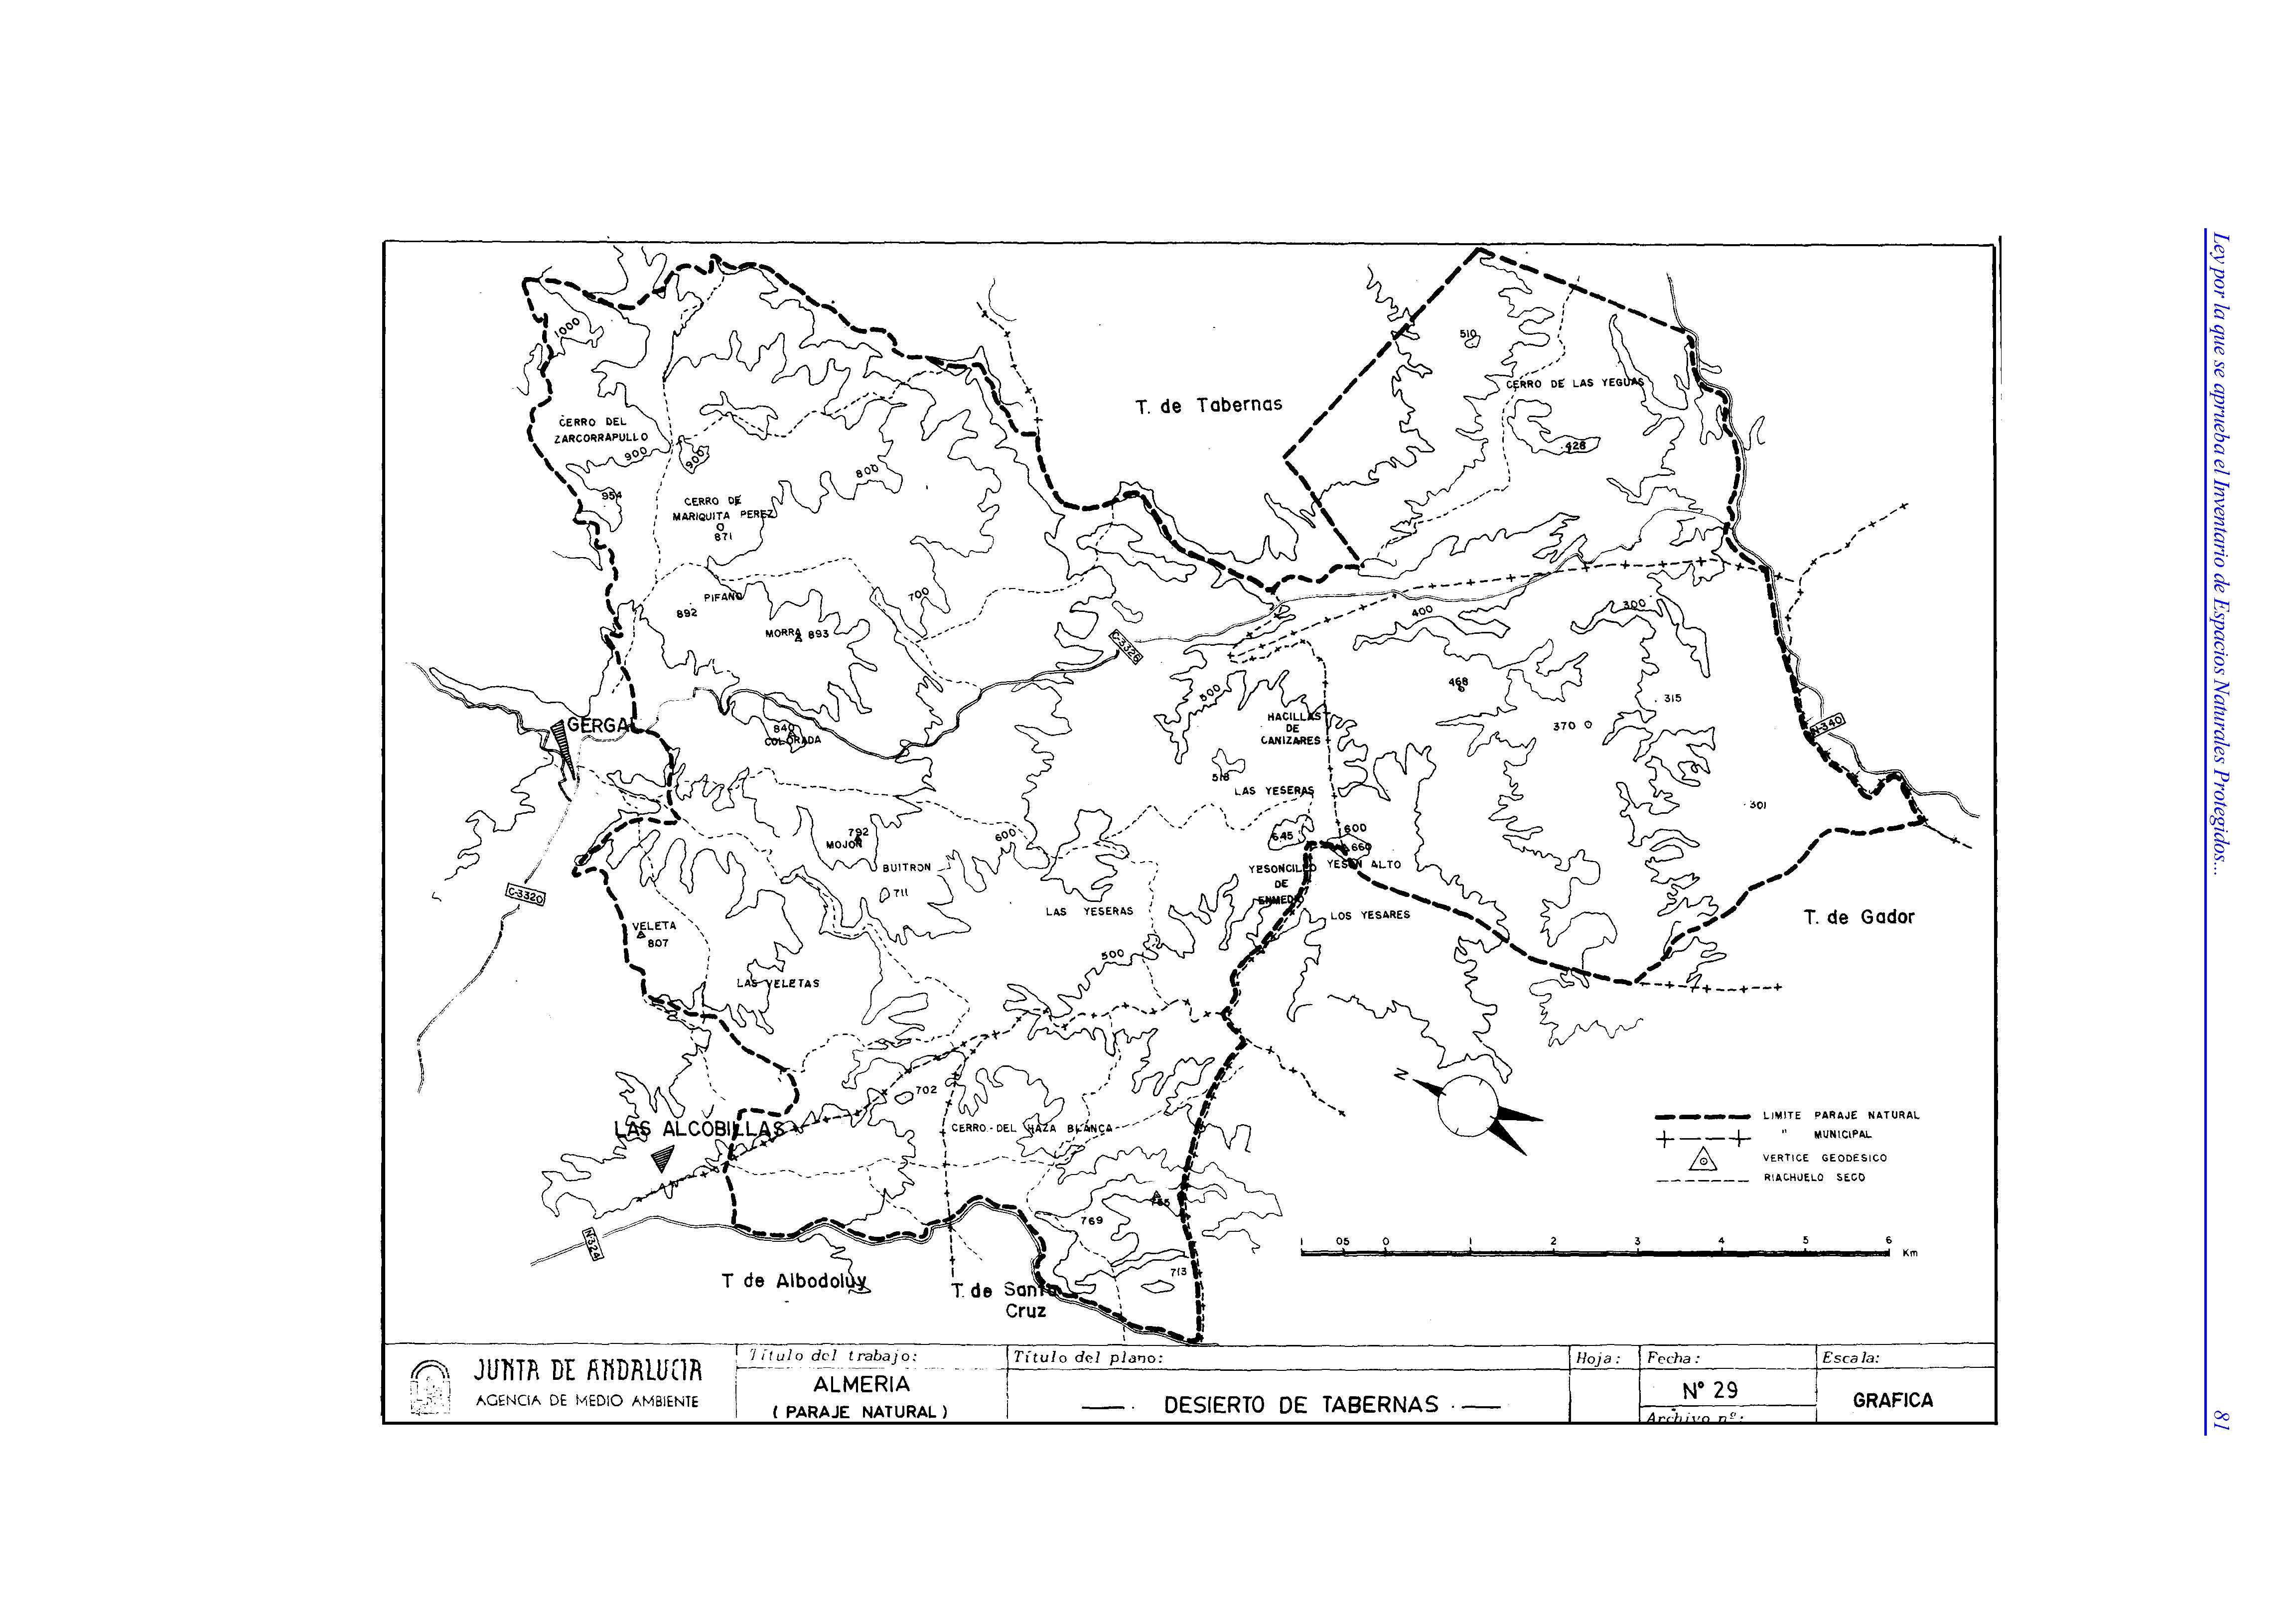 Ley por la que se aprueba el Inventario de Espacios Naturales Protegidos...
81
1000
510
T. de Tabernas
CERRO DE LAS YEGUAS
CERRO DEL
ZARCORRAPULLO
900
900
428
800
954
CERRO DE
MARIQUITA PEREZ
871
PIFANO
700
892
400
300
MORRA 893
C-3326
468
315
500
HACILLAS
DE
CANIZARES
370
N-340
GERGAL
840
COLORADA
518
LAS YESERAS
301
792
MOJON
600
645
600
660
BUITRON
YESONCILLO
DE
ENMEDIO
YESON ALTO
C-3320
711
LAS YESERAS
LOS YESARES
T. de Gador
VELETA
807
500
LAS VELETAS
702
N
LAS ALCOBILLAS
CERRO-DEL HAZA BLANCA
LIMITE PARAJE NATURAL
" MUNICIPAL
VERTICE GEODESICO
RIACHUELO SECO
769
765
N-324
1 05 0 1 2 3 4 5 6
Km
713
T de Albodoluy
T. de Santa
Cruz
JUNTA DE ANDALUCIA
AGENCIA DE MEDIO AMBIENTE
Título del trabajo:
ALMERIA
( PARAJE NATURAL )
Título del plano:
DESIERTO DE TABERNAS
Hoja:
Fecha:
Nº 29
Archivo nº:
Escala:
GRAFICA